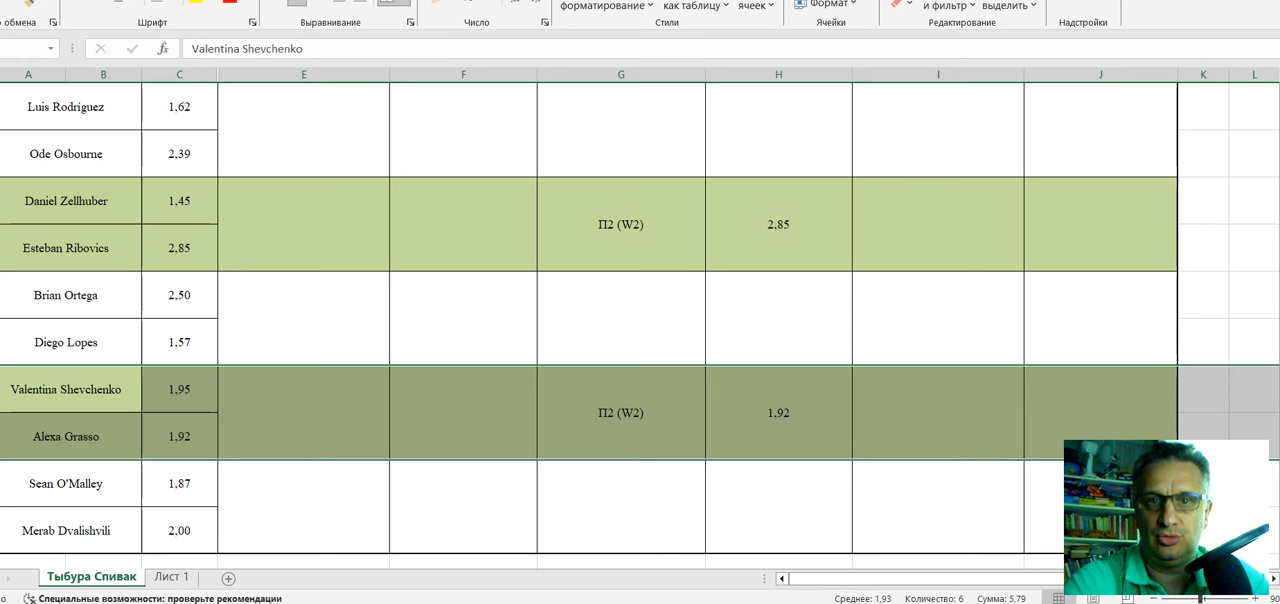 форматирование как таблицу ячеек Формат и фильтр выделить
о обмена Шрифт Выравнивание Число Стили Ячейки Редактирование Надстройки
fx Valentina Shevchenko
A B C E F G H I J K L
Luis Rodriguez 1,62
Ode Osbourne 2,39
Daniel Zellhuber 1,45
П2 (W2) 2,85
Esteban Ribovics 2,85
Brian Ortega 2,50
Diego Lopes 1,57
Valentina Shevchenko 1,95
П2 (W2) 1,92
Alexa Grasso 1,92
Sean O'Malley 1,87
Merab Dvalishvili 2,00
Тыбура Спивак Лист 1
Специальные возможности: проверьте рекомендации Среднее: 1,93 Количество: 6 Сумма: 5,79 90